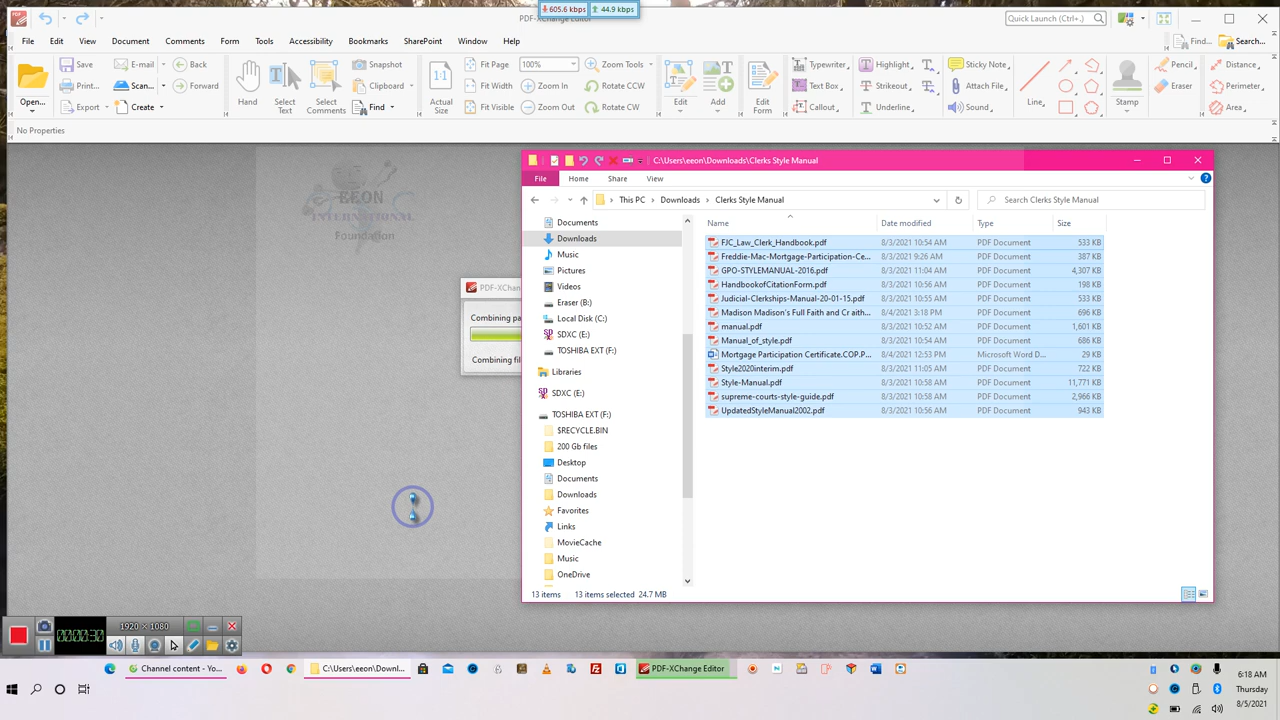 605.6 kbps 44.9 kbps
PDF-XChange Editor
Quick Launch (Ctrl+.)
File Edit View Document Comments Form Tools Accessibility Bookmarks SharePoint Window Help
Find... Search...
Open...
Save
Print...
Export
E-mail
Scan...
Create
Back
Forward
Hand
Select Text
Select Comments
Snapshot
Clipboard
Find
Actual Size
Fit Page
Fit Width
Fit Visible
100%
Zoom In
Zoom Out
Zoom Tools
Rotate CCW
Rotate CW
Edit
Add
Edit Form
Typewriter
Text Box
Callout
Highlight
Strikeout
Underline
Sticky Note
Attach File
Sound
Line
Stamp
Pencil
Eraser
Distance
Perimeter
Area
No Properties
EEON
INTERNATIONAL
Foundation
PDF-XChan
Combining pa
Combining fil
C:\Users\eeon\Downloads\Clerks Style Manual
File Home Share View
This PC Downloads Clerks Style Manual
Search Clerks Style Manual
Documents
Downloads
Music
Pictures
Videos
Eraser (B:)
Local Disk (C:)
SDXC (E:)
TOSHIBA EXT (F:)
Libraries
SDXC (E:)
TOSHIBA EXT (F:)
$RECYCLE.BIN
200 Gb files
Desktop
Documents
Downloads
Favorites
Links
MovieCache
Music
OneDrive
Name Date modified Type Size
FJC_Law_Clerk_Handbook.pdf 8/3/2021 10:54 AM PDF Document 533 KB
Freddie-Mac-Mortgage-Participation-Ce... 8/3/2021 9:26 AM PDF Document 387 KB
GPO-STYLEMANUAL-2016.pdf 8/3/2021 11:04 AM PDF Document 4,307 KB
HandbookofCitationForm.pdf 8/3/2021 10:56 AM PDF Document 198 KB
Judicial-Clerkships-Manual-20-01-15.pdf 8/3/2021 10:55 AM PDF Document 543 KB
Madison Madison's Full Faith and Cr aith... 8/4/2021 3:18 PM PDF Document 696 KB
manual.pdf 8/3/2021 10:52 AM PDF Document 1,601 KB
Manual_of_style.pdf 8/3/2021 10:54 AM PDF Document 686 KB
Mortgage Participation Certificate.COP.P... 8/4/2021 12:53 PM Microsoft Word D... 29 KB
Style2020interim.pdf 8/3/2021 11:05 AM PDF Document 722 KB
Style-Manual.pdf 8/3/2021 10:58 AM PDF Document 11,771 KB
supreme-courts-style-guide.pdf 8/3/2021 10:58 AM PDF Document 2,966 KB
UpdatedStyleManual2002.pdf 8/3/2021 10:56 AM PDF Document 943 KB
13 items 13 items selected 24.7 MB
00:00:30
1920 × 1080
Channel content - Yo...
C:\Users\eeon\Downl...
PDF-XChange Editor
6:18 AM
Thursday
8/5/2021